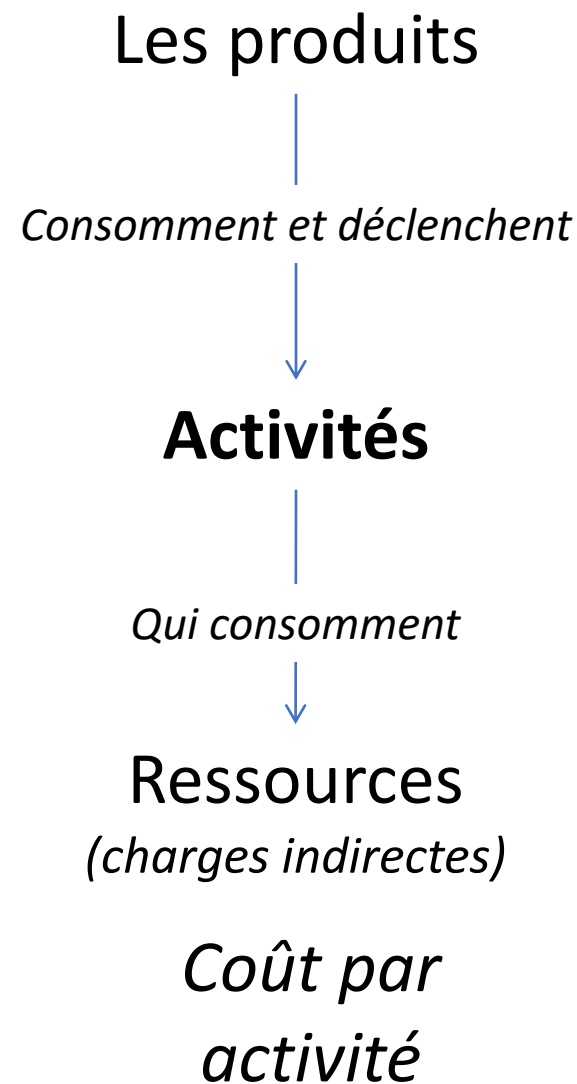 Les produits
Consomment et déclenchent
Activités
Qui consomment
Ressources
(charges indirectes)
Coût par
activité